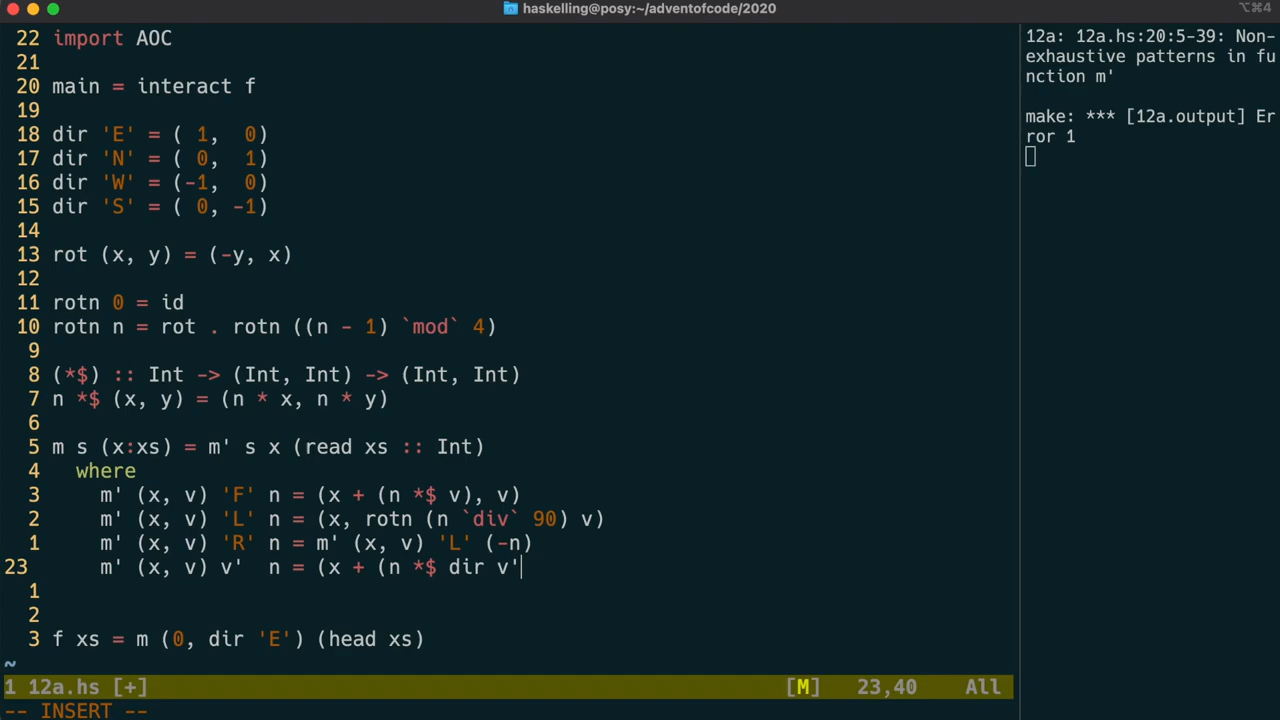 haskelling@posy:~/adventofcode/2020
⌥⌘4
22 import AOC
21
20 main = interact f
19
18 dir 'E' = ( 1,  0)
17 dir 'N' = ( 0,  1)
16 dir 'W' = (-1,  0)
15 dir 'S' = ( 0, -1)
14
13 rot (x, y) = (-y, x)
12
11 rotn 0 = id
10 rotn n = rot . rotn ((n - 1) `mod` 4)
9
8 (*$) :: Int -> (Int, Int) -> (Int, Int)
7 n *$ (x, y) = (n * x, n * y)
6
5 m s (x:xs) = m' s x (read xs :: Int)
4   where
3     m' (x, v) 'F' n = (x + (n *$ v), v)
2     m' (x, v) 'L' n = (x, rotn (n `div` 90) v)
1     m' (x, v) 'R' n = m' (x, v) 'L' (-n)
23     m' (x, v) v'  n = (x + (n *$ dir v'
1
2
3 f xs = m (0, dir 'E') (head xs)
~
1 12a.hs [+] [M] 23,40 All
-- INSERT --
12a: 12a.hs:20:5-39: Non-
exhaustive patterns in fu
nction m'
make: *** [12a.output] Er
ror 1